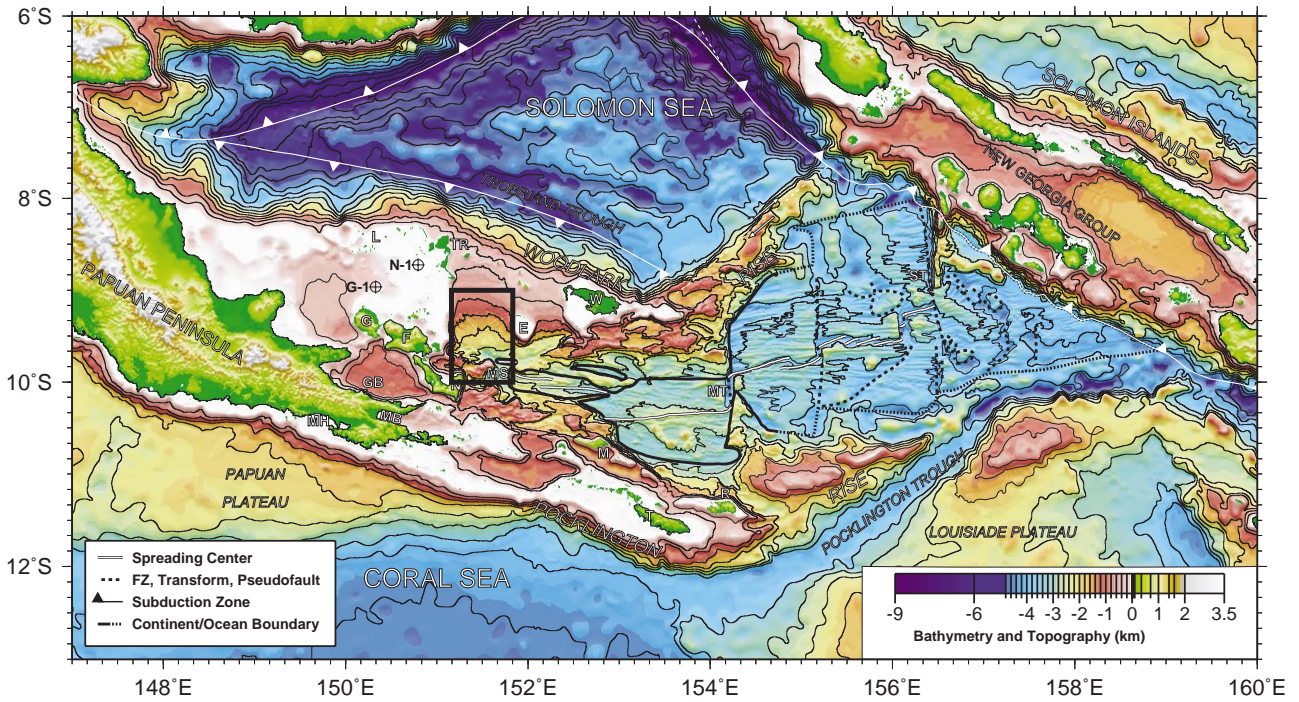 6°S
8°S
10°S
12°S
148°E
150°E
152°E
154°E
156°E
158°E
160°E
SOLOMON SEA
SOLOMON ISLANDS
NEW GEORGIA GROUP
TROBRIAND TROUGH
WOODLARK
RISE
PAPUAN PENINSULA
L
TR
N-1
G-1
G
F
E
W
N
MS
GB
MB
MH
MT
ST
M
R
T
PAPUAN
PLATEAU
POCKLINGTON
RISE
POCKLINGTON TROUGH
LOUISIADE PLATEAU
CORAL SEA
Spreading Center
FZ, Transform, Pseudofault
Subduction Zone
Continent/Ocean Boundary
-9 -6 -5 -4 -3 -2 -1 0 1 2 3.5
Bathymetry and Topography (km)